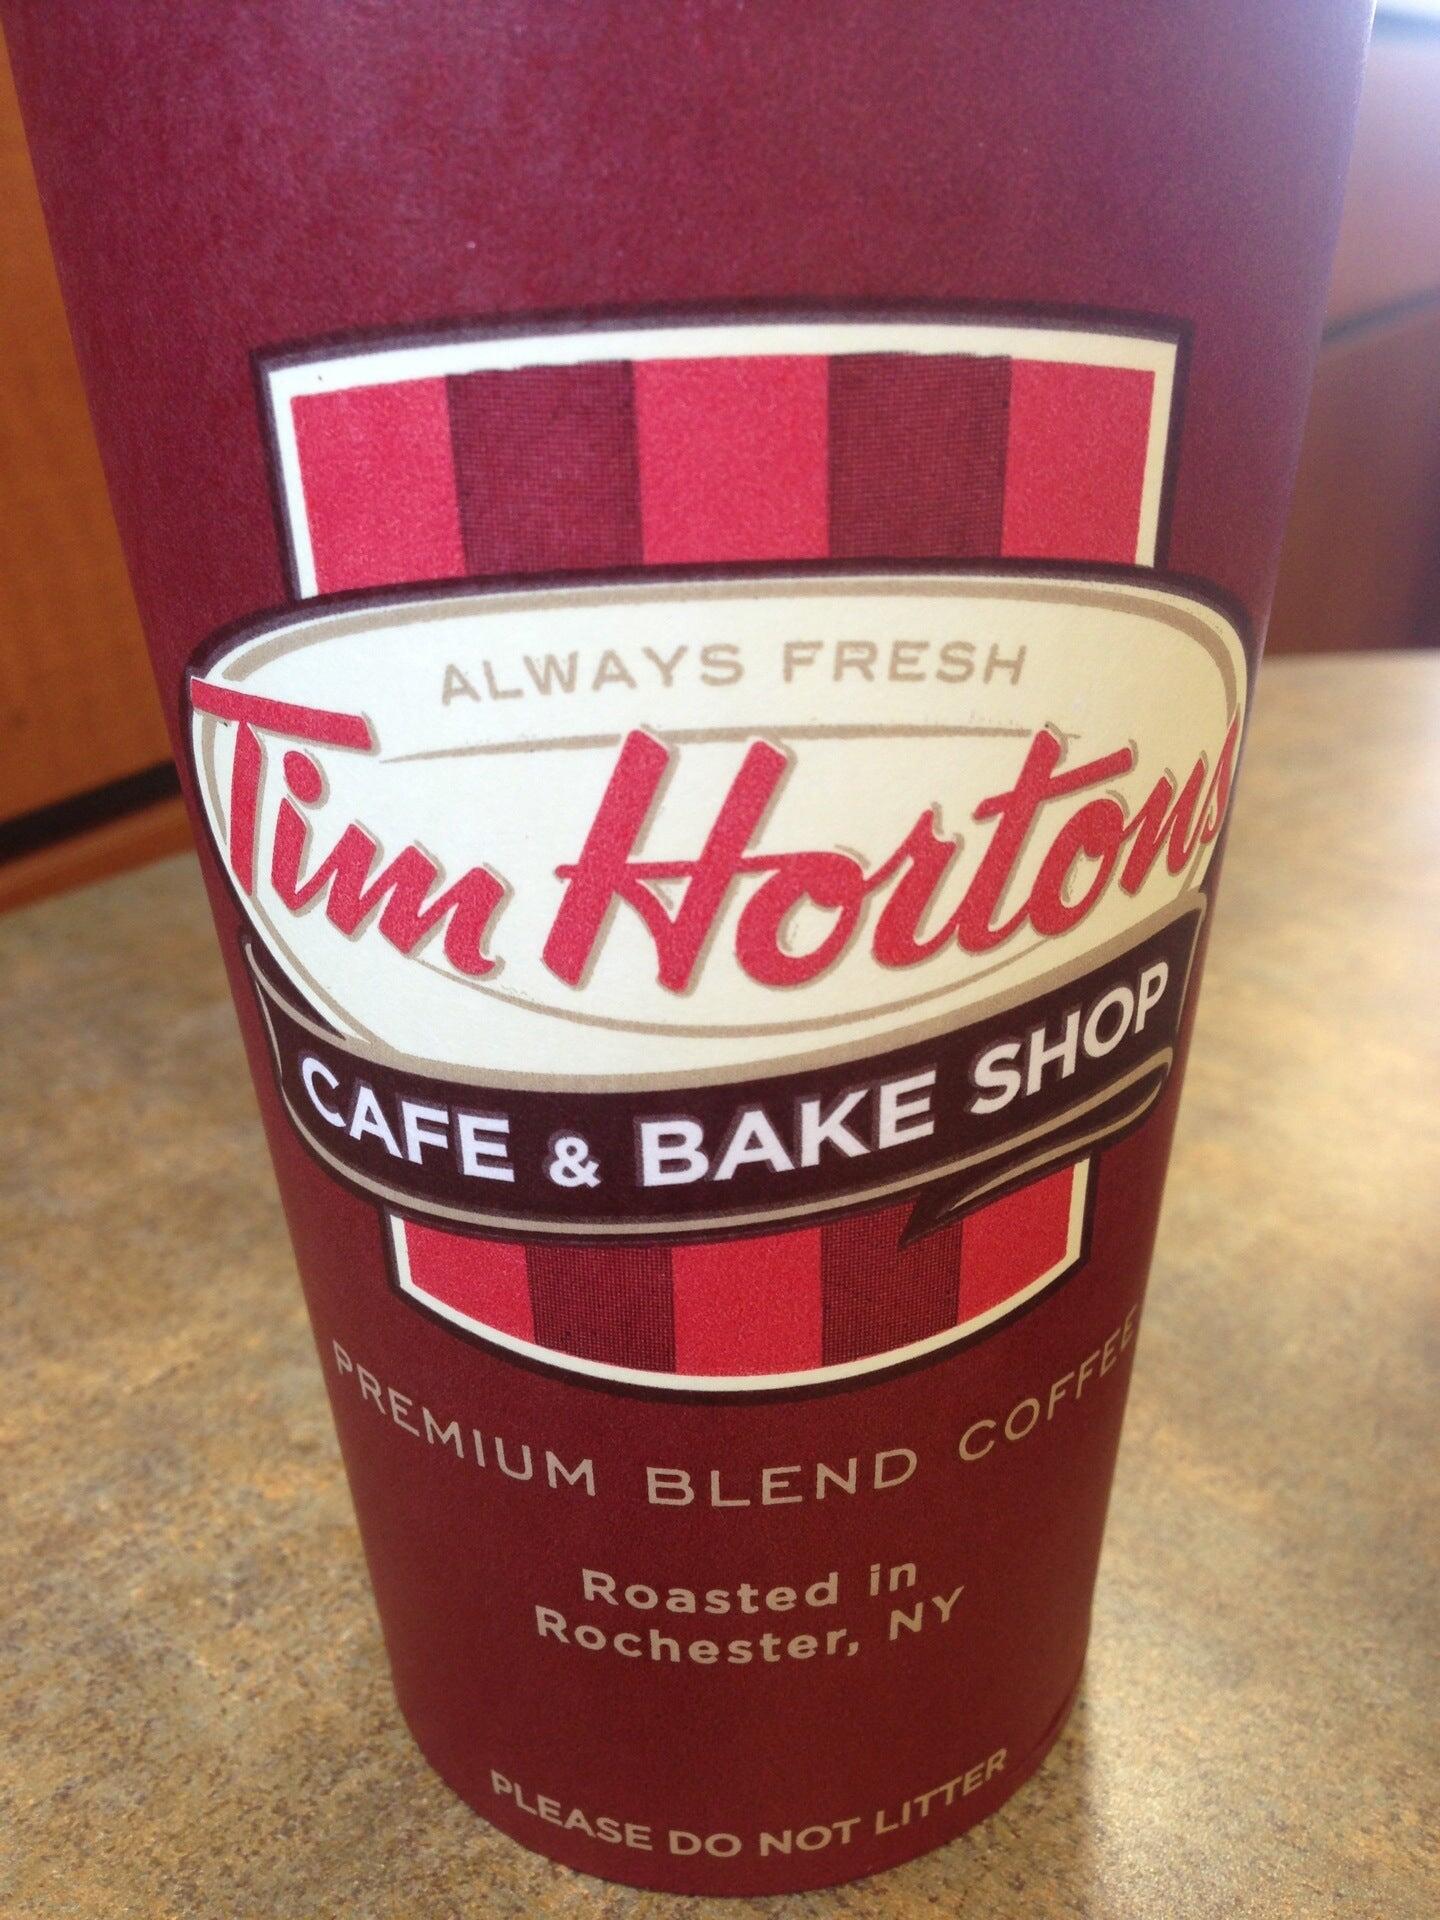 ALWAYS FRESH
Tim Hortons
CAFE & BAKE SHOP
PREMIUM BLEND COFFEE
Roasted in
Rochester, NY
PLEASE DO NOT LITTER